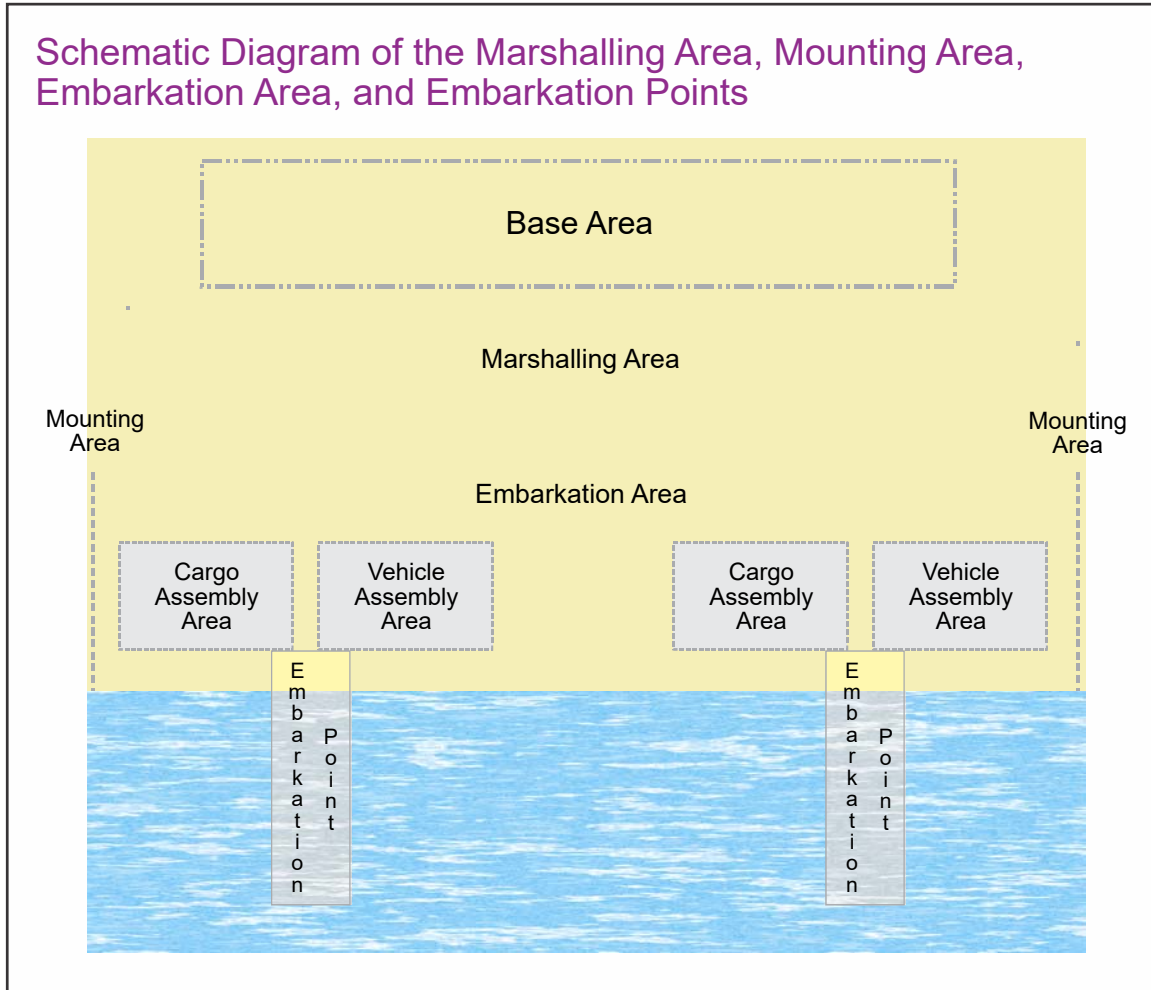 Schematic Diagram of the Marshalling Area, Mounting Area,
Embarkation Area, and Embarkation Points
Base Area
Marshalling Area
Mounting
Area
Mounting
Area
Embarkation Area
Cargo
Assembly
Area
Vehicle
Assembly
Area
Cargo
Assembly
Area
Vehicle
Assembly
Area
Embarkation
Point
Embarkation
Point